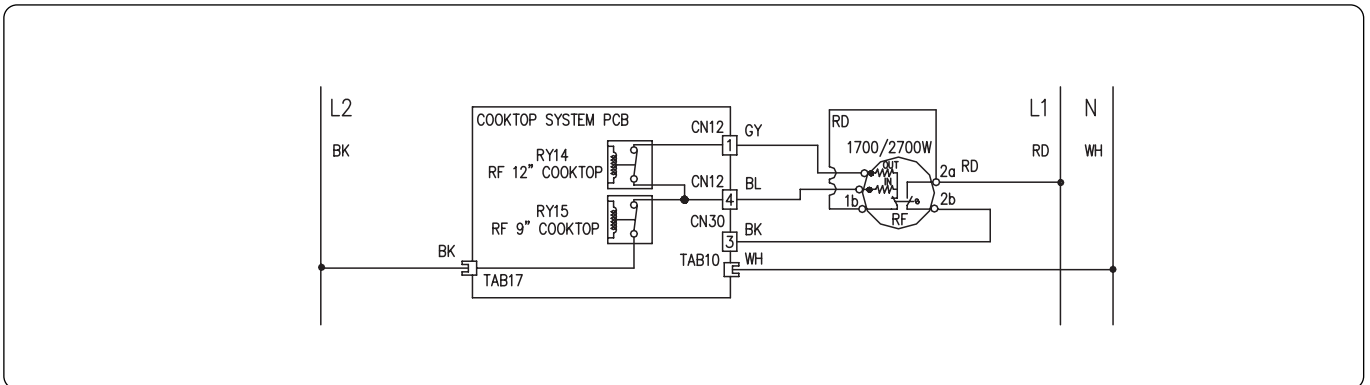 L2
BK
COOKTOP SYSTEM PCB
RY14
RF 12" COOKTOP
RY15
RF 9" COOKTOP
BK
TAB17
CN12
1
GY
CN12
4
BL
CN30
3
BK
TAB10
WH
RD
1700/2700W
OUT
IN
2a
RD
1b
2b
RF
L1
RD
N
WH